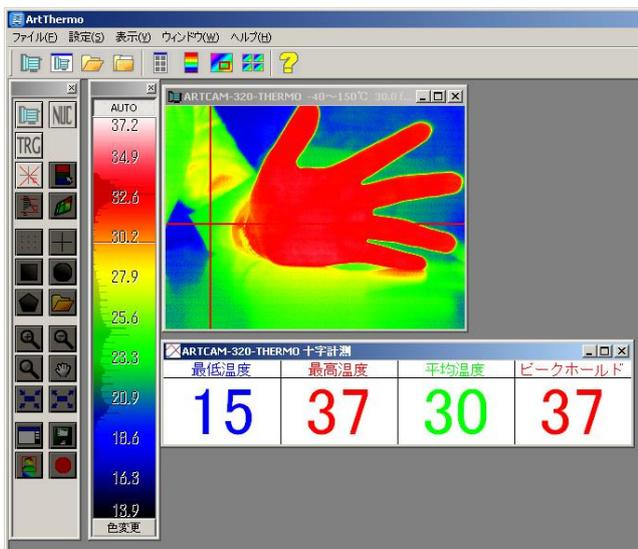 ArtThermo
ファイル(F) 設定(S) 表示(V) ウィンドウ(W) ヘルプ(H)
NUC
TRG
AUTO
37.2
34.9
32.6
30.2
27.9
25.6
23.3
20.9
18.6
16.3
13.9
色変更
ARTCAM-320-THERMO -40～150℃ 30.0f...
ARTCAM-320-THERMO 十字計測
最低温度 最高温度 平均温度 ピークホールド
15 37 30 37